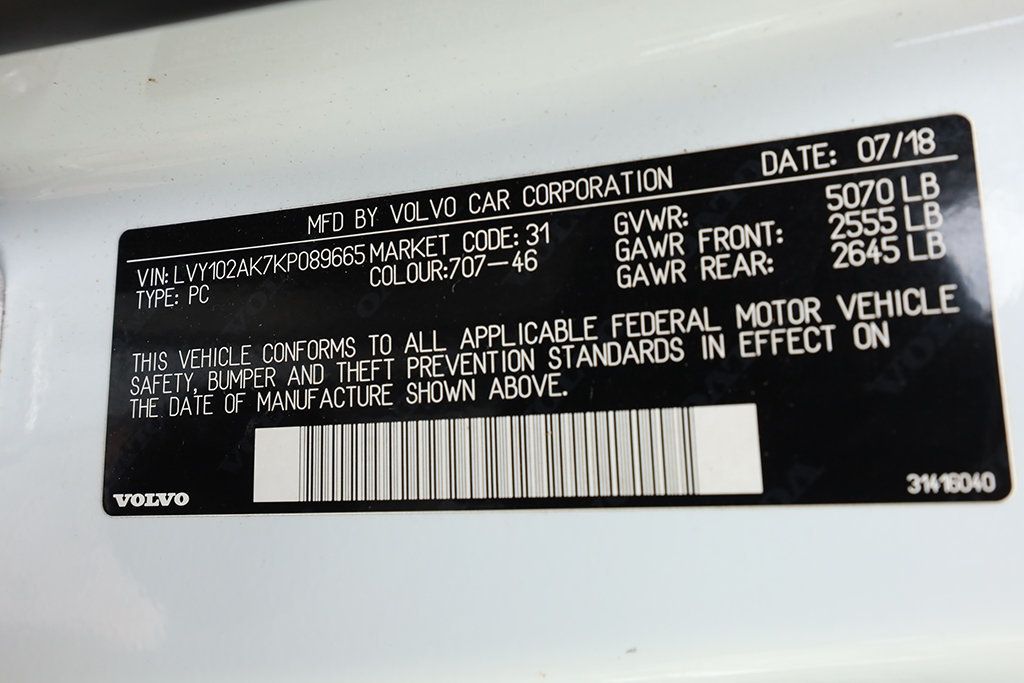 MFD BY VOLVO CAR CORPORATION DATE: 07/18
VIN: LVY102AK7KP089665 MARKET CODE: 31 GVWR: 5070 LB
TYPE: PC COLOUR:707-46 GAWR FRONT: 2555 LB
GAWR REAR: 2645 LB
THIS VEHICLE CONFORMS TO ALL APPLICABLE FEDERAL MOTOR VEHICLE
SAFETY, BUMPER AND THEFT PREVENTION STANDARDS IN EFFECT ON
THE DATE OF MANUFACTURE SHOWN ABOVE.
VOLVO 31416040